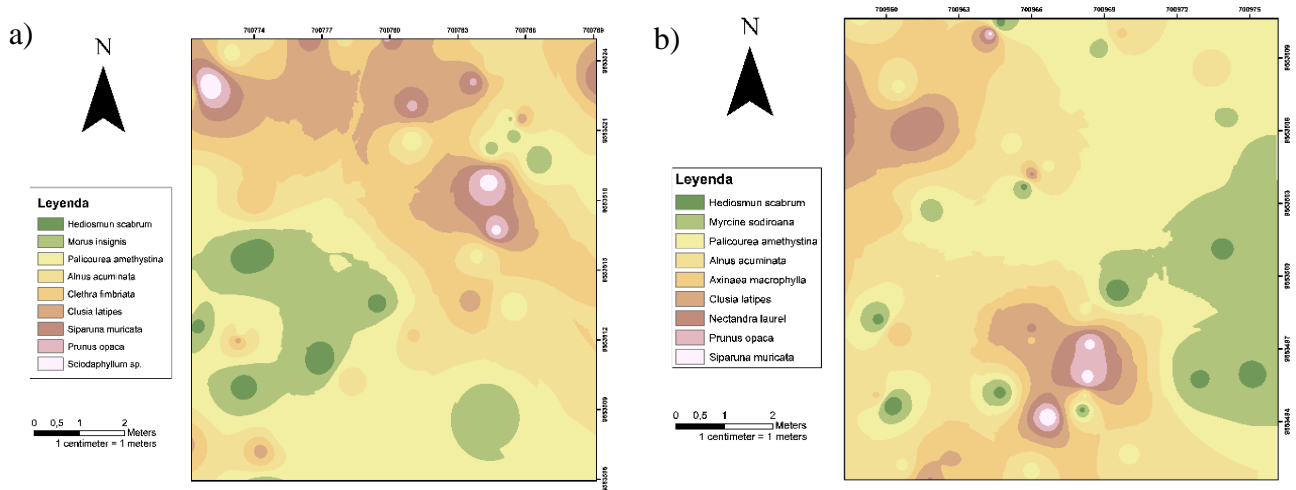 a)
N
700774 700777 700780 700783 700786 700789
Leyenda
Hediosmun scabrum
Morus insignis
Palicourea amethystina
Alnus acuminata
Clethra fimbriata
Clusia latipes
Siparuna muricata
Prunus opaca
Sciodaphyllum sp.
0 0,5 1 2
Meters
1 centimeter = 1 meters
b)
N
700960 700963 700966 700969 700972 700975
Leyenda
Hediosmun scabrum
Myrcine sodiroana
Palicourea amethystina
Alnus acuminata
Axinaea macrophylla
Clusia latipes
Nectandra laurel
Prunus opaca
Siparuna muricata
0 0,5 1 2
Meters
1 centimeter = 1 meters